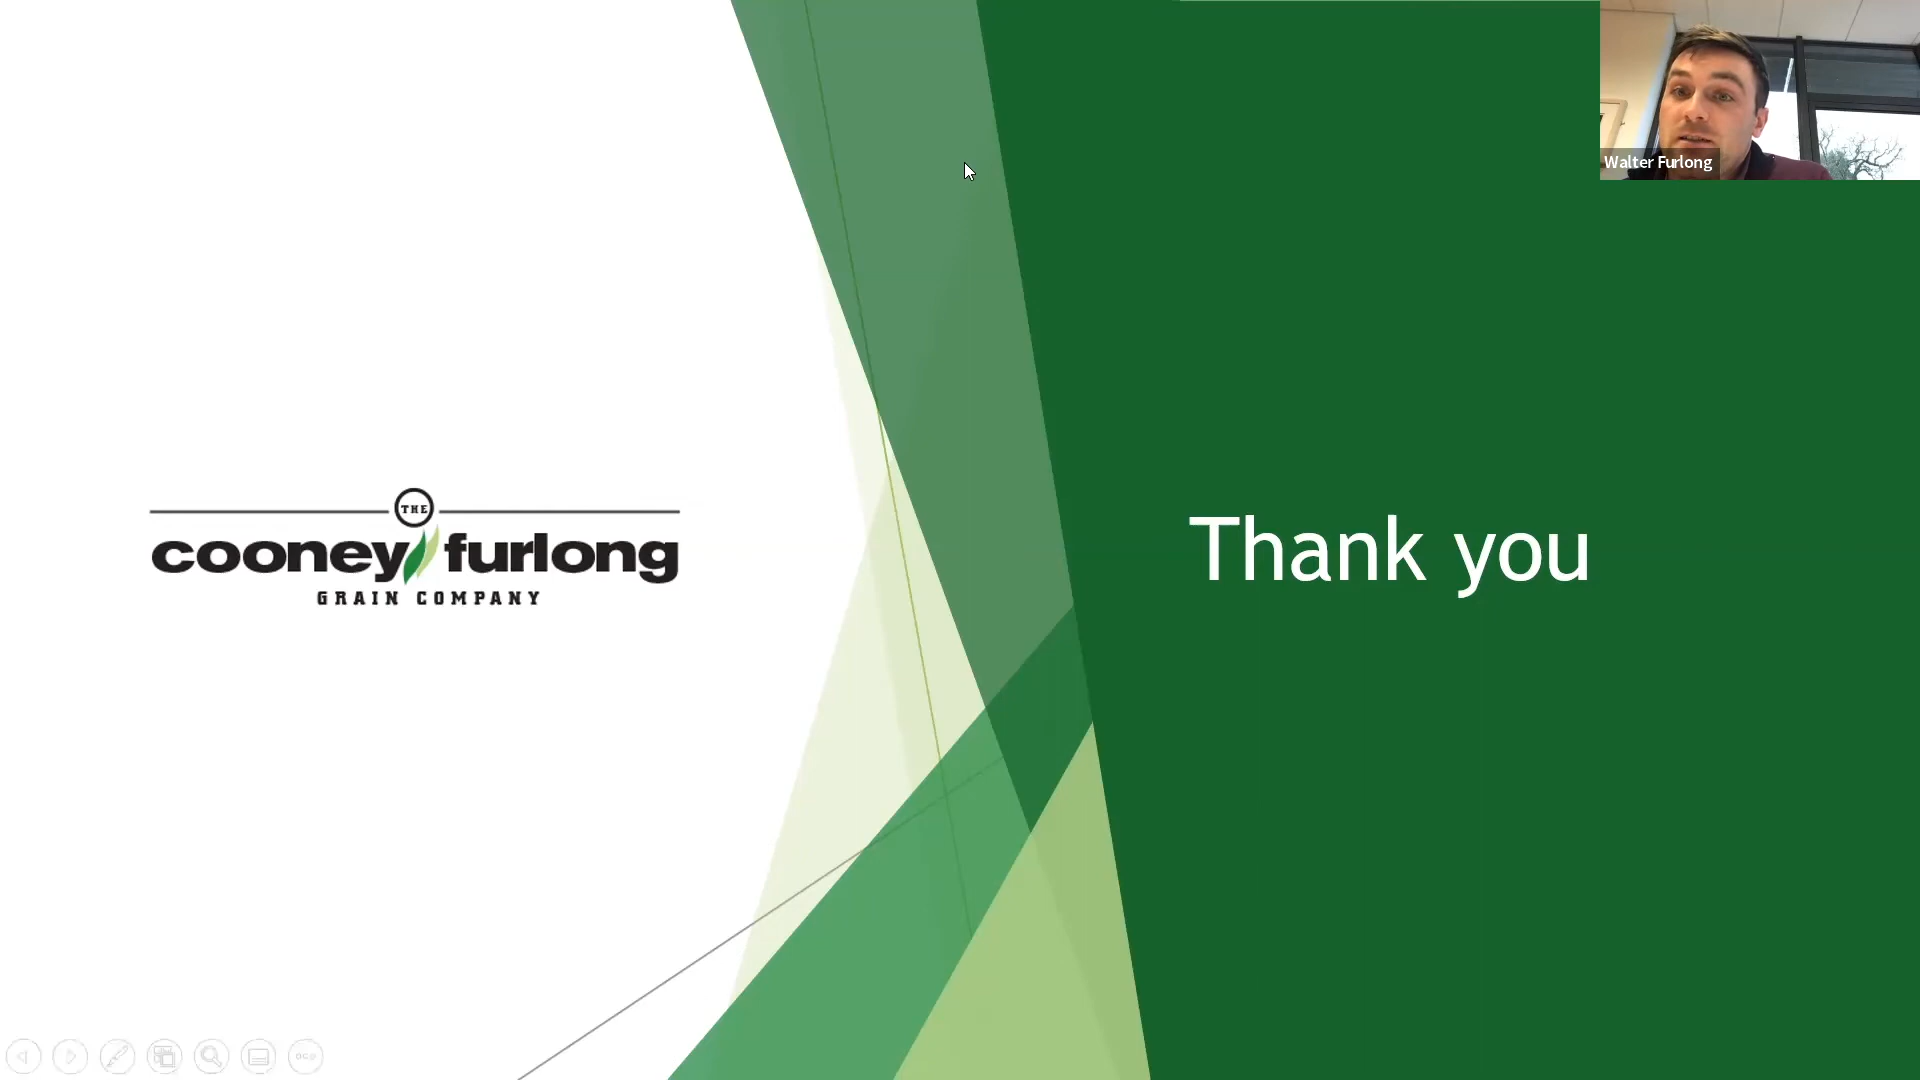 Walter Furlong
THE
cooney furlong
GRAIN COMPANY
Thank you